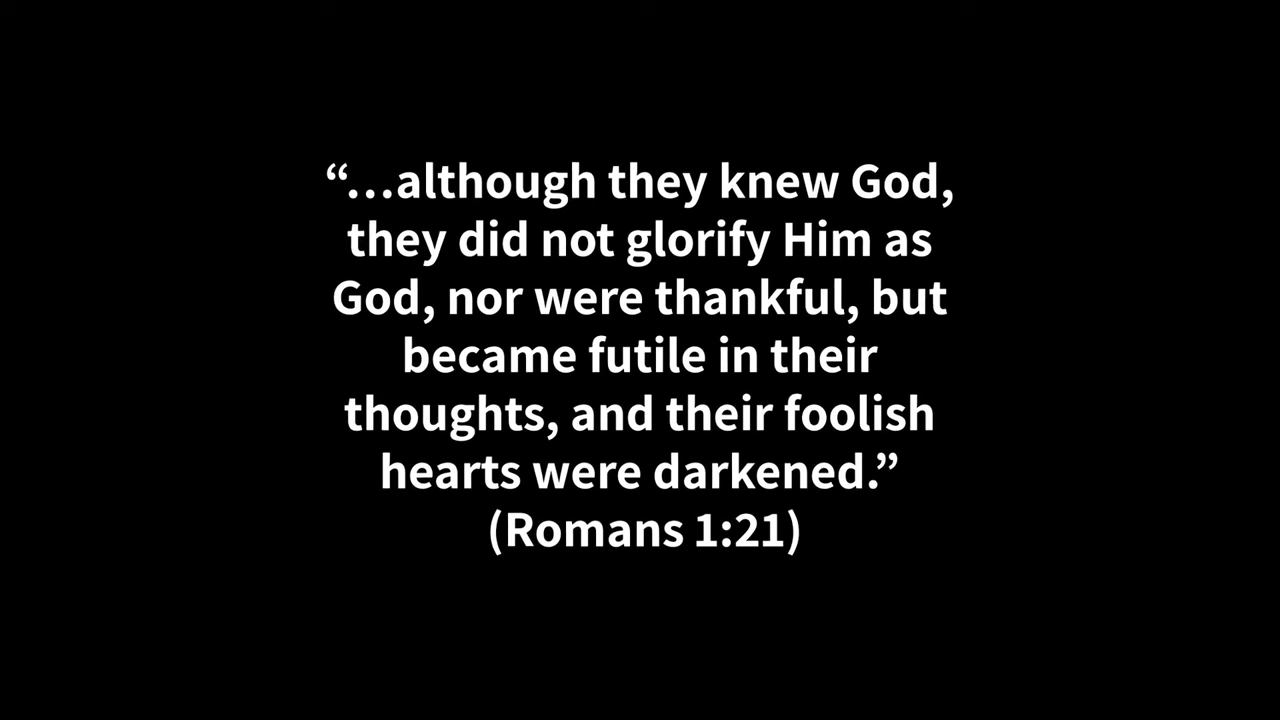 “…although they knew God,
they did not glorify Him as
God, nor were thankful, but
became futile in their
thoughts, and their foolish
hearts were darkened.”
(Romans 1:21)